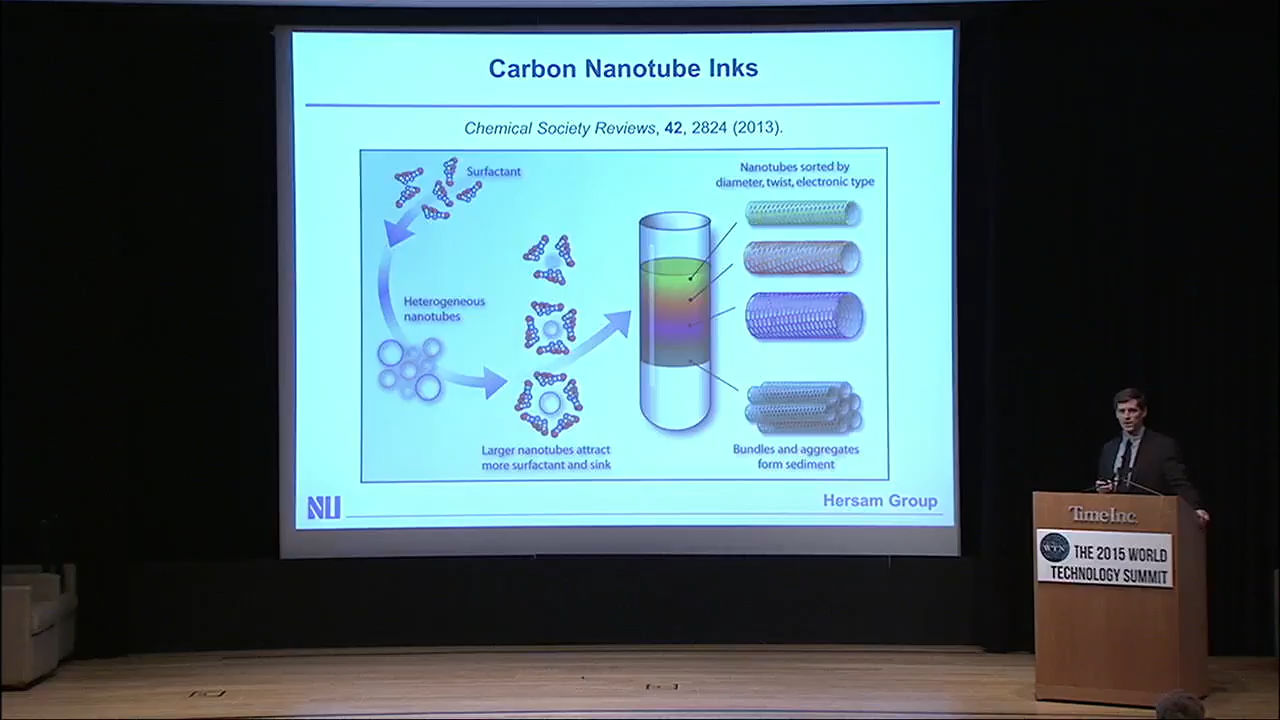 Carbon Nanotube Inks
Chemical Society Reviews, 42, 2824 (2013).
Surfactant
Heterogeneous
nanotubes
Larger nanotubes attract
more surfactant and sink
Nanotubes sorted by
diameter, twist, electronic type
Bundles and aggregates
form sediment
NU
Hersam Group
TimeInc.
WTN
THE 2015 WORLD
TECHNOLOGY SUMMIT